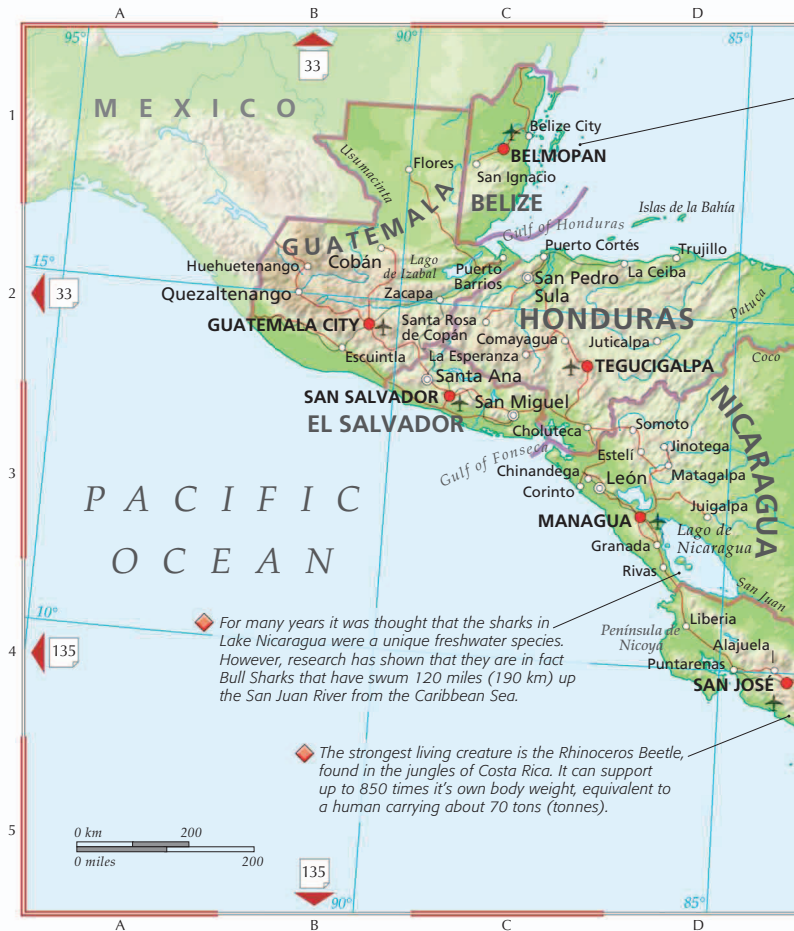 A B C D
95° 90° 85°
33
1
MEXICO
Belize City
BELMOPAN
Usumacinta
Flores
San Ignacio
BELIZE
GUATEMALA
Islas de la Bahía
Gulf of Honduras
15°
Cobán
Lago
de Izabal
Puerto Cortés
Trujillo
Huehuetenango
Puerto
Barrios
San Pedro
Sula
La Ceiba
2
33
Quezaltenango
Zacapa
Patuca
GUATEMALA CITY
Santa Rosa
de Copán
HONDURAS
Comayagua
Juticalpa
Escuintla
La Esperanza
Coco
TEGUCIGALPA
Santa Ana
SAN SALVADOR
San Miguel
NICARAGUA
EL SALVADOR
Choluteca
Somoto
Gulf of Fonseca
Estelí
Jinotega
3
Chinandega
León
Matagalpa
Corinto
PACIFIC
OCEAN
MANAGUA
Juigalpa
Lago de
Nicaragua
Granada
Rivas
San Juan
10°
For many years it was thought that the sharks in
Lake Nicaragua were a unique freshwater species.
However, research has shown that they are in fact
Bull Sharks that have swum 120 miles (190 km) up
the San Juan River from the Caribbean Sea.
Liberia
Península de
Nicoya
Alajuela
4
135
Puntarenas
SAN JOSÉ
The strongest living creature is the Rhinoceros Beetle,
found in the jungles of Costa Rica. It can support
up to 850 times it's own body weight, equivalent to
a human carrying about 70 tons (tonnes).
5
0 km 200
0 miles 200
135
90° 85°
A B C D